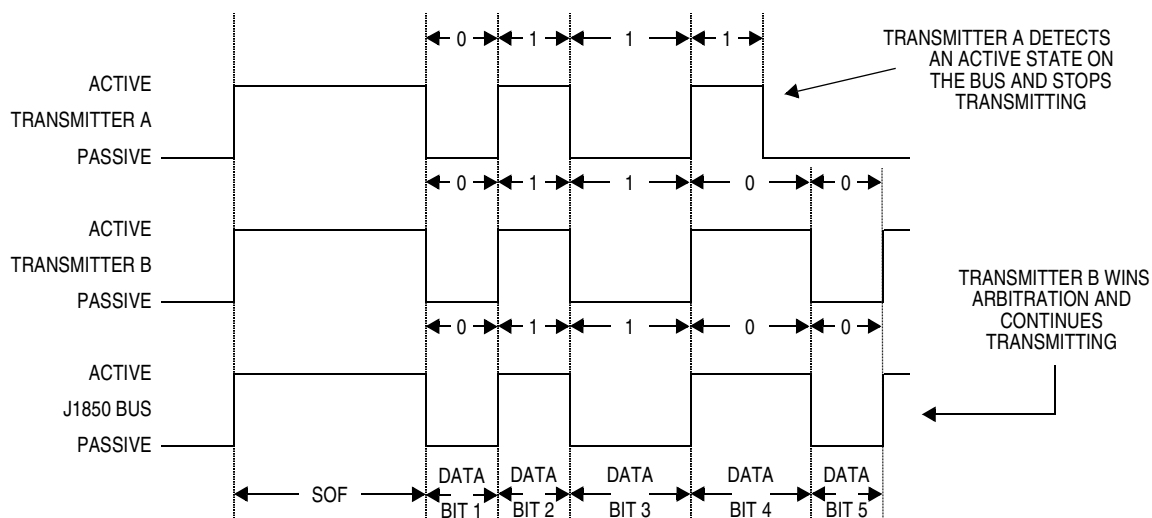 0 1 1 1
TRANSMITTER A DETECTS
AN ACTIVE STATE ON
THE BUS AND STOPS
TRANSMITTING
ACTIVE
TRANSMITTER A
PASSIVE
0 1 1 0 0
ACTIVE
TRANSMITTER B
PASSIVE
TRANSMITTER B WINS
ARBITRATION AND
CONTINUES
TRANSMITTING
0 1 1 0 0
ACTIVE
J1850 BUS
PASSIVE
SOF
DATA
BIT 1
DATA
BIT 2
DATA
BIT 3
DATA
BIT 4
DATA
BIT 5